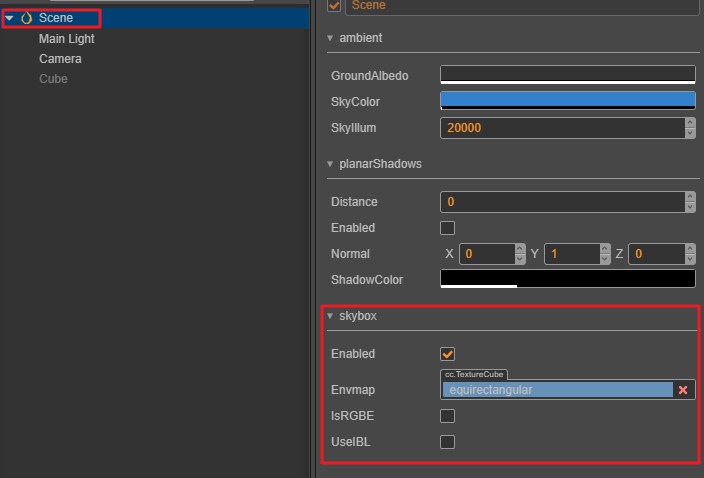 Scene
Main Light
Camera
Cube
Scene
ambient
GroundAlbedo
SkyColor
SkyIllum 20000
planarShadows
Distance 0
Enabled
Normal X 0 Y 1 Z 0
ShadowColor
skybox
Enabled
cc.TextureCube
Envmap equirectangular
IsRGBE
UseIBL